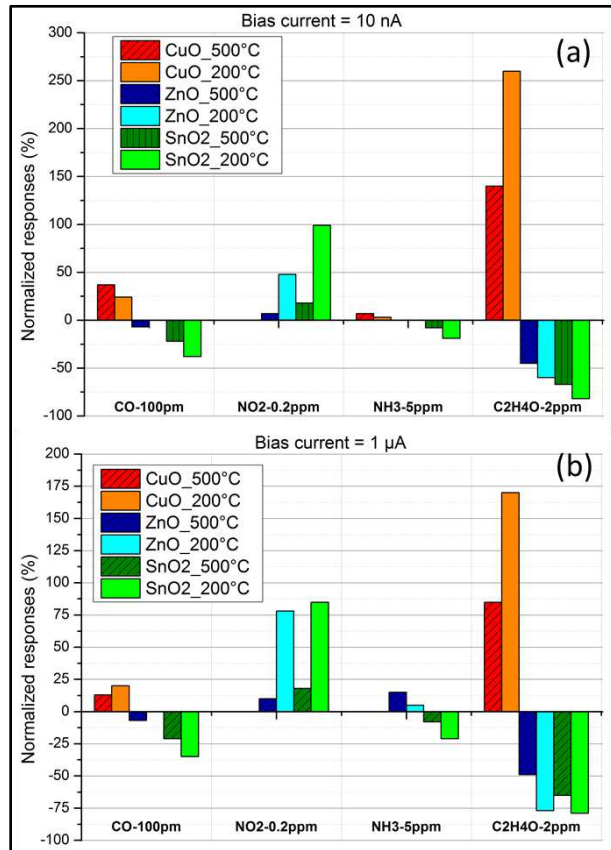 Bias current = 10 nA
(a)
CuO_500°C
CuO_200°C
ZnO_500°C
ZnO_200°C
SnO2_500°C
SnO2_200°C
Normalized responses (%)
300
250
200
150
100
50
0
-50
-100
CO-100pm NO2-0.2ppm NH3-5ppm C2H4O-2ppm
Bias current = 1 µA
(b)
CuO_500°C
CuO_200°C
ZnO_500°C
ZnO_200°C
SnO2_500°C
SnO2_200°C
Normalized responses (%)
200
175
150
125
100
75
50
25
0
-25
-50
-75
-100
CO-100pm NO2-0.2ppm NH3-5ppm C2H4O-2ppm